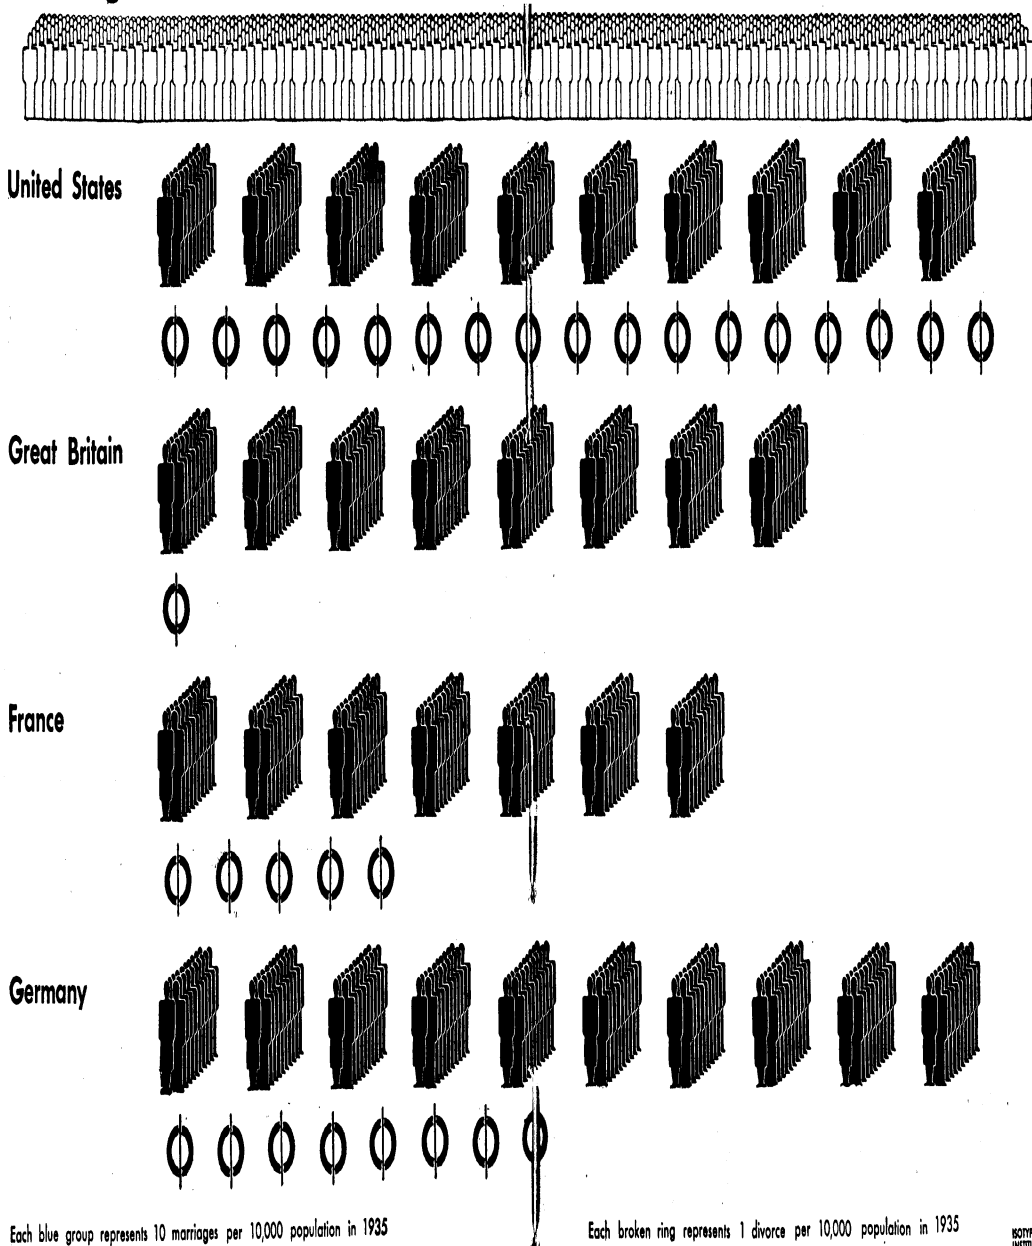 United States
Great Britain
France
Germany
Each blue group represents 10 marriages per 10,000 population in 1935
Each broken ring represents 1 divorce per 10,000 population in 1935